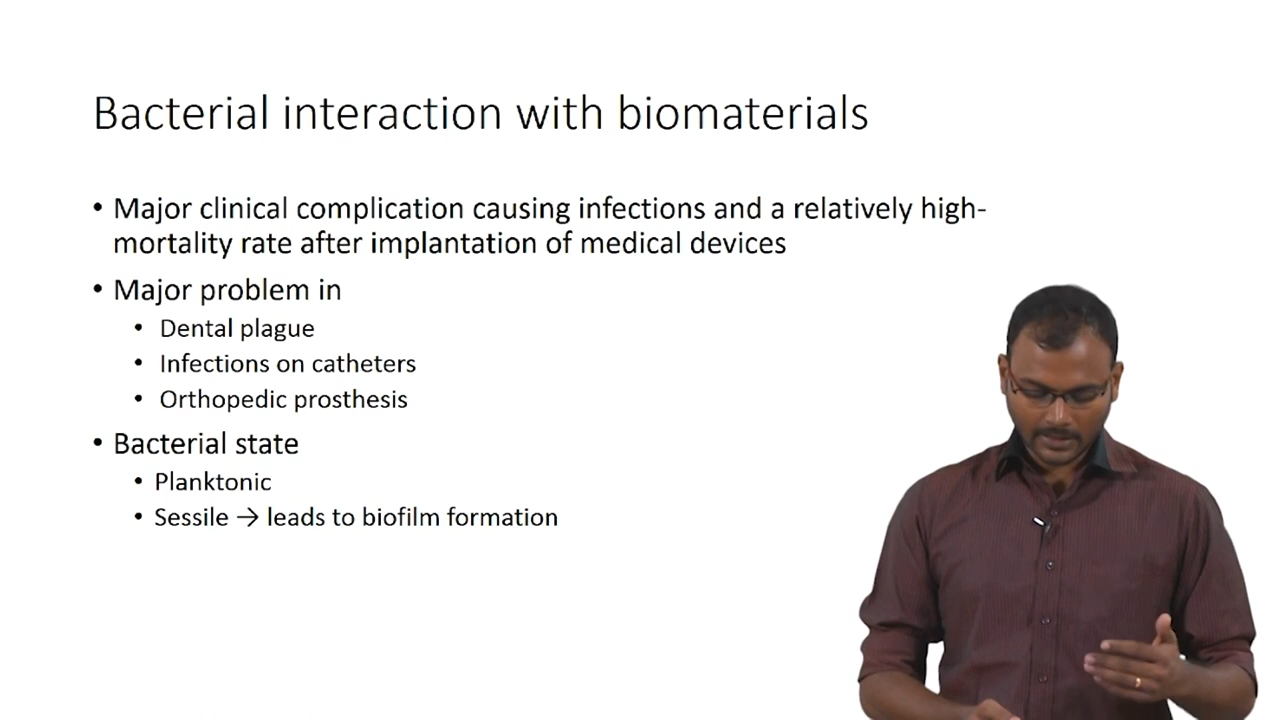 Bacterial interaction with biomaterials
• Major clinical complication causing infections and a relatively high-
mortality rate after implantation of medical devices
• Major problem in
• Dental plague
• Infections on catheters
• Orthopedic prosthesis
• Bacterial state
• Planktonic
• Sessile → leads to biofilm formation